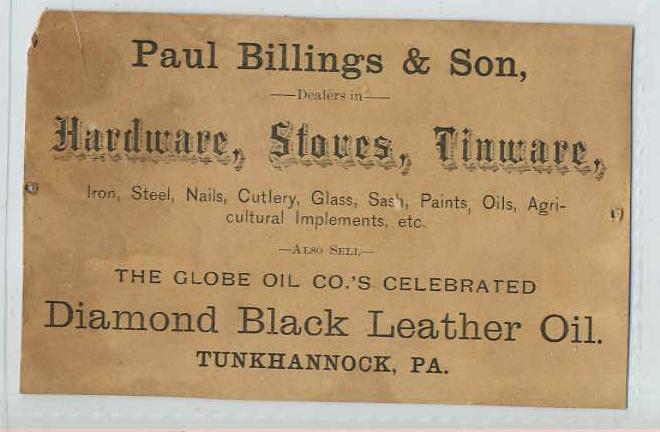 Paul Billings & Son,
Dealers in
Hardware, Stoves, Tinware,
Iron, Steel, Nails, Cutlery, Glass, Sash, Paints, Oils, Agri-
cultural Implements, etc.
—ALSO SELL—
THE GLOBE OIL CO.'S CELEBRATED
Diamond Black Leather Oil.
TUNKHANNOCK, PA.